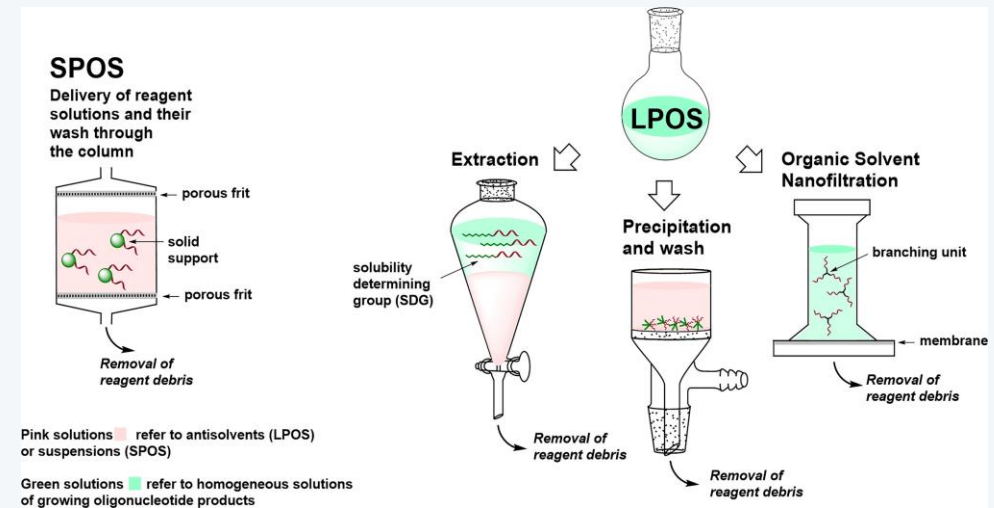 SPOS
Delivery of reagent
solutions and their
wash through
the column
porous frit
solid
support
porous frit
Removal of
reagent debris
LPOS
Extraction
solubility
determining
group (SDG)
Removal of
reagent debris
Precipitation
and wash
Removal of
reagent debris
Organic Solvent
Nanofiltration
branching unit
membrane
Removal of
reagent debris
Pink solutions refer to antisolvents (LPOS)
or suspensions (SPOS)
Green solutions refer to homogeneous solutions
of growing oligonucleotide products